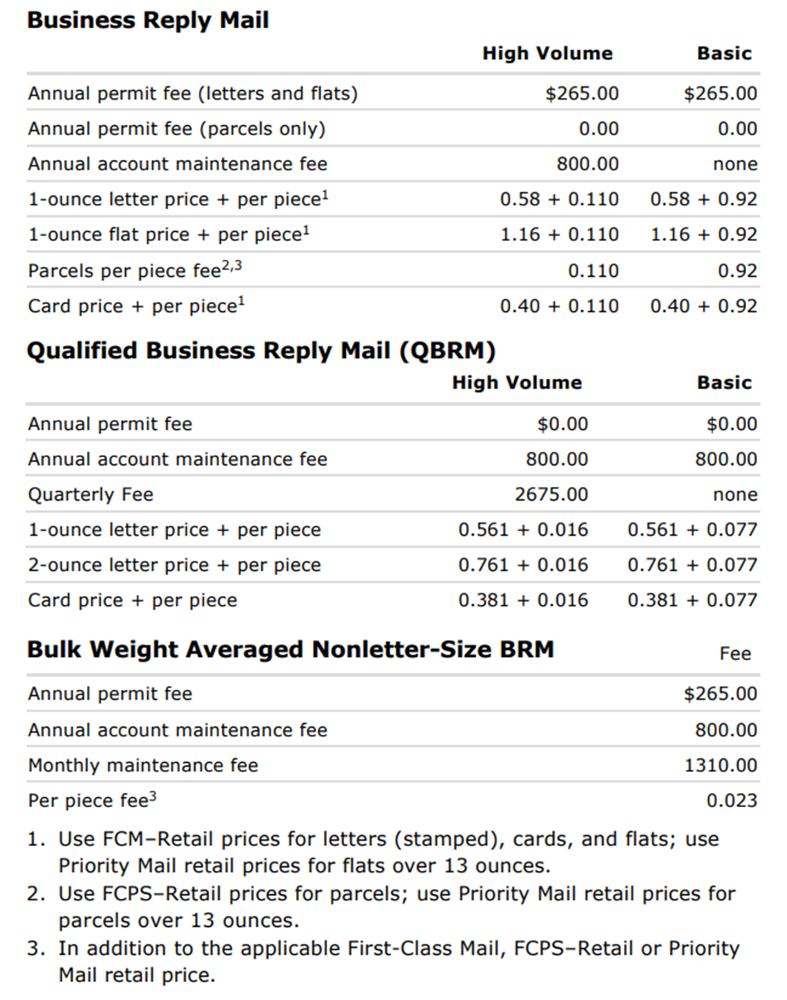 Business Reply Mail
High Volume Basic
Annual permit fee (letters and flats) $265.00 $265.00
Annual permit fee (parcels only) 0.00 0.00
Annual account maintenance fee 800.00 none
1-ounce letter price + per piece¹ 0.58 + 0.110 0.58 + 0.92
1-ounce flat price + per piece¹ 1.16 + 0.110 1.16 + 0.92
Parcels per piece fee²,³ 0.110 0.92
Card price + per piece¹ 0.40 + 0.110 0.40 + 0.92
Qualified Business Reply Mail (QBRM)
High Volume Basic
Annual permit fee $0.00 $0.00
Annual account maintenance fee 800.00 800.00
Quarterly Fee 2675.00 none
1-ounce letter price + per piece 0.561 + 0.016 0.561 + 0.077
2-ounce letter price + per piece 0.761 + 0.016 0.761 + 0.077
Card price + per piece 0.381 + 0.016 0.381 + 0.077
Bulk Weight Averaged Nonletter-Size BRM Fee
Annual permit fee $265.00
Annual account maintenance fee 800.00
Monthly maintenance fee 1310.00
Per piece fee³ 0.023
1. Use FCM–Retail prices for letters (stamped), cards, and flats; use
Priority Mail retail prices for flats over 13 ounces.
2. Use FCPS–Retail prices for parcels; use Priority Mail retail prices for
parcels over 13 ounces.
3. In addition to the applicable First-Class Mail, FCPS–Retail or Priority
Mail retail price.